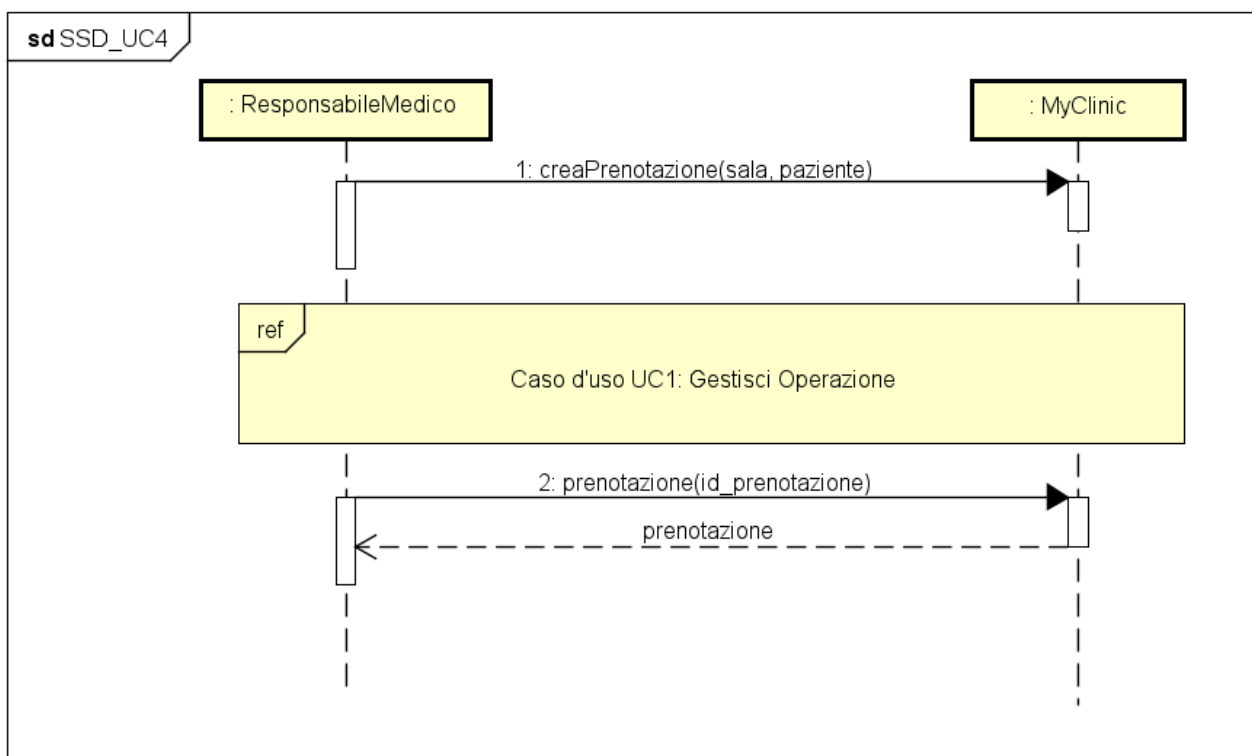 sd SSD_UC4
: ResponsabileMedico
: MyClinic
1: creaPrenotazione(sala, paziente)
ref
Caso d'uso UC1: Gestisci Operazione
2: prenotazione(id_prenotazione)
prenotazione